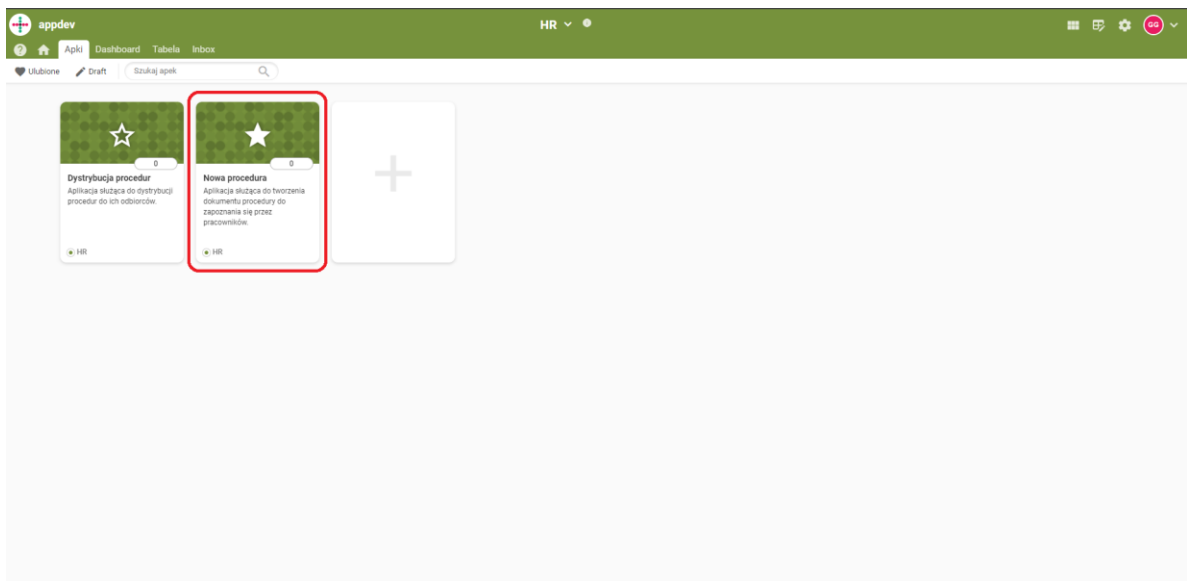 appdev
HR
GG
Apki Dashboard Tabela Inbox
Ulubione Draft Szukaj apek
0
Dystrybucja procedur
Aplikacja służąca do dystrybucji
procedur do ich odbiorców.
HR
0
Nowa procedura
Aplikacja służąca do tworzenia
dokumentu procedury do
zapoznania się przez
pracowników.
HR